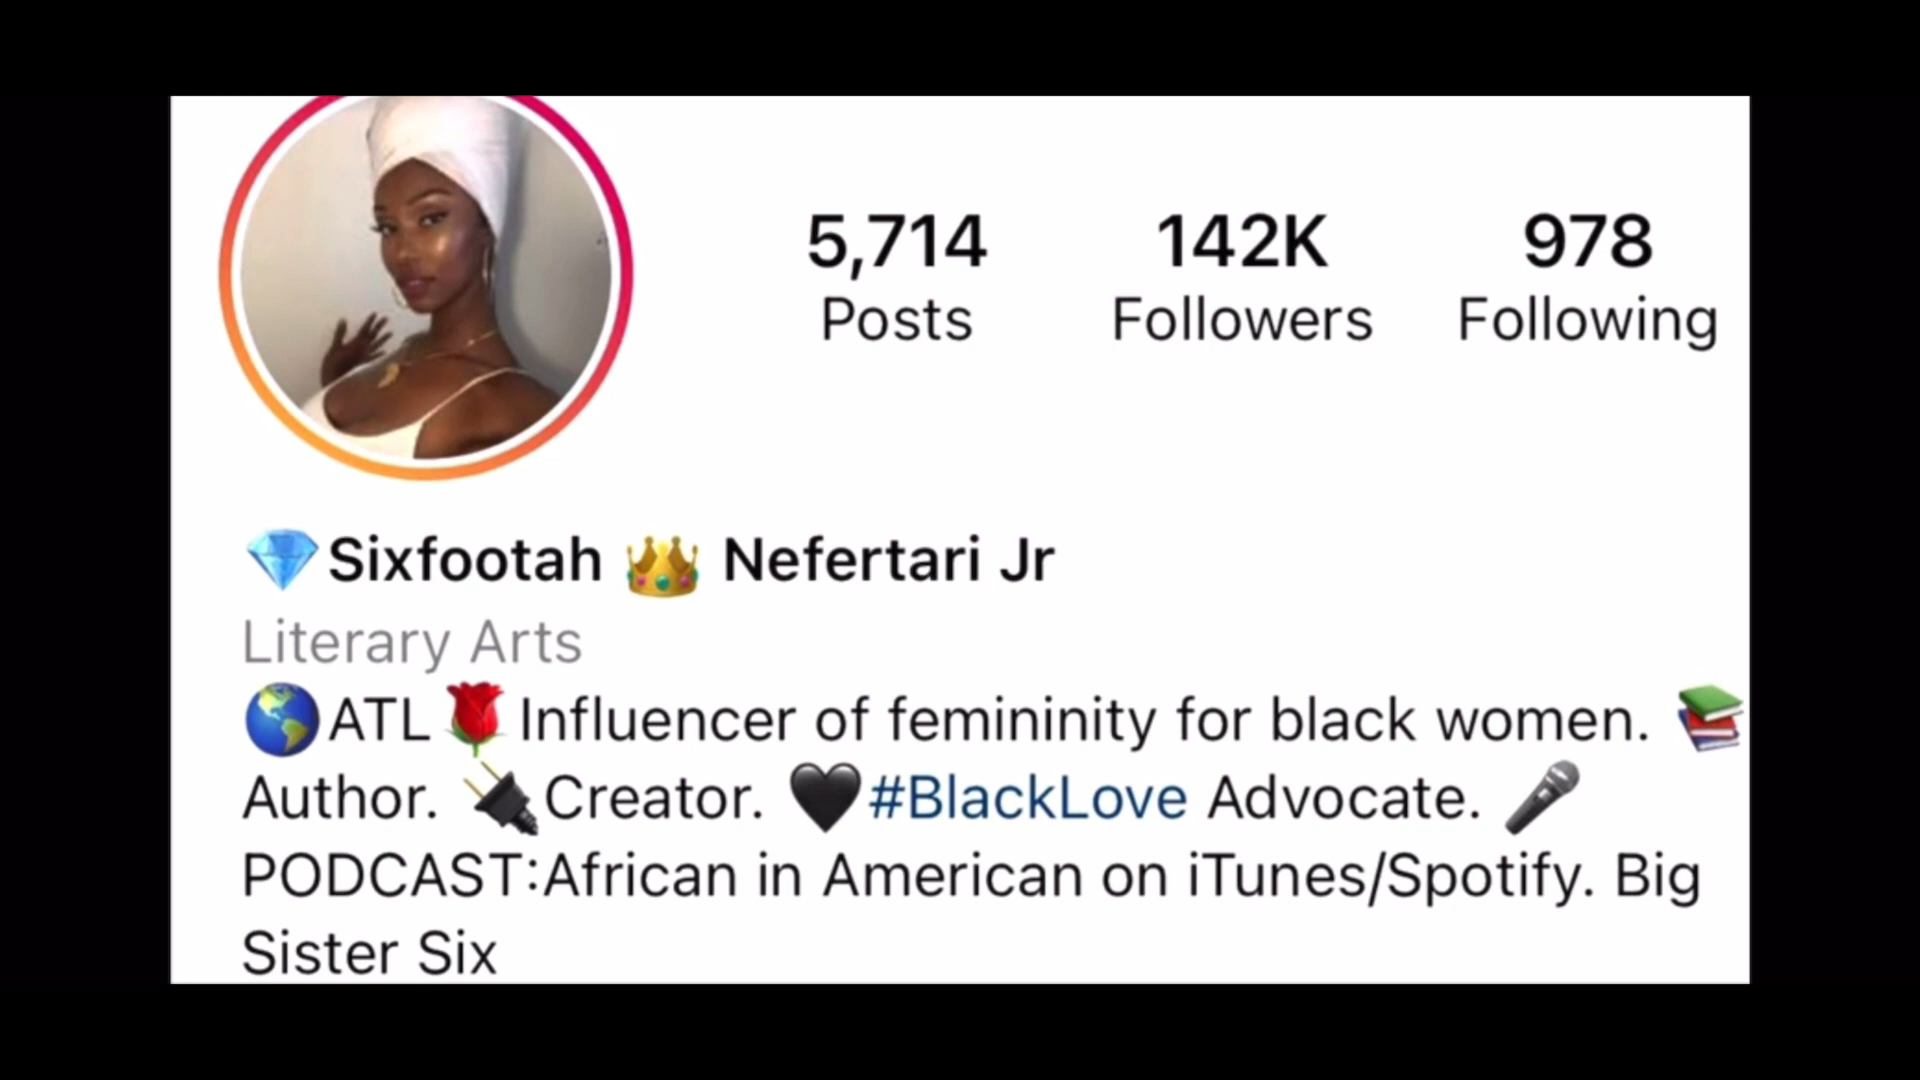 5,714 142K 978
Posts Followers Following
💎Sixfootah 👑 Nefertari Jr
Literary Arts
🌎ATL🌹Influencer of femininity for black women. 📚
Author. 🔌Creator. 🖤#BlackLove Advocate. 🎤
PODCAST:African in American on iTunes/Spotify. Big
Sister Six